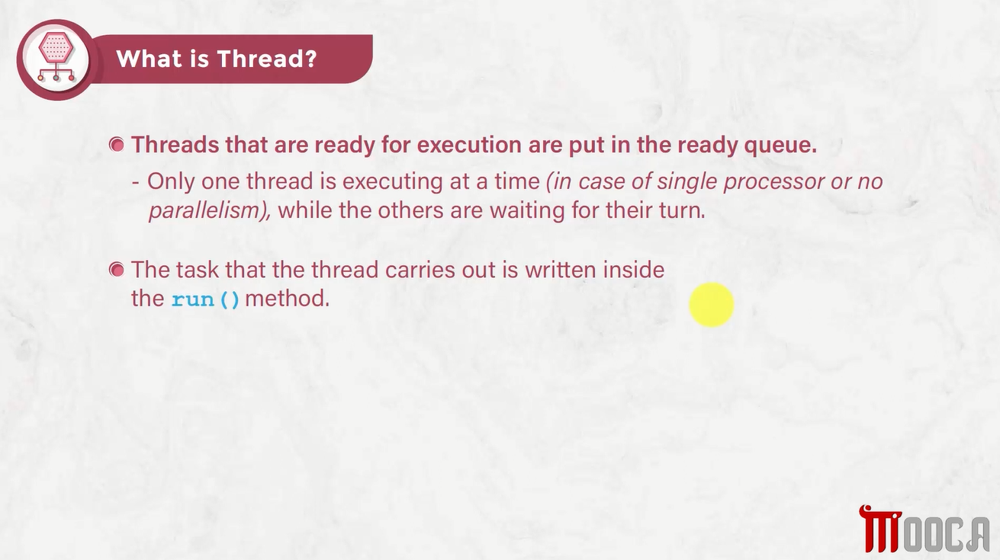 What is Thread?
Threads that are ready for execution are put in the ready queue.
- Only one thread is executing at a time (in case of single processor or no
parallelism), while the others are waiting for their turn.
The task that the thread carries out is written inside
the run() method.
MOOCA